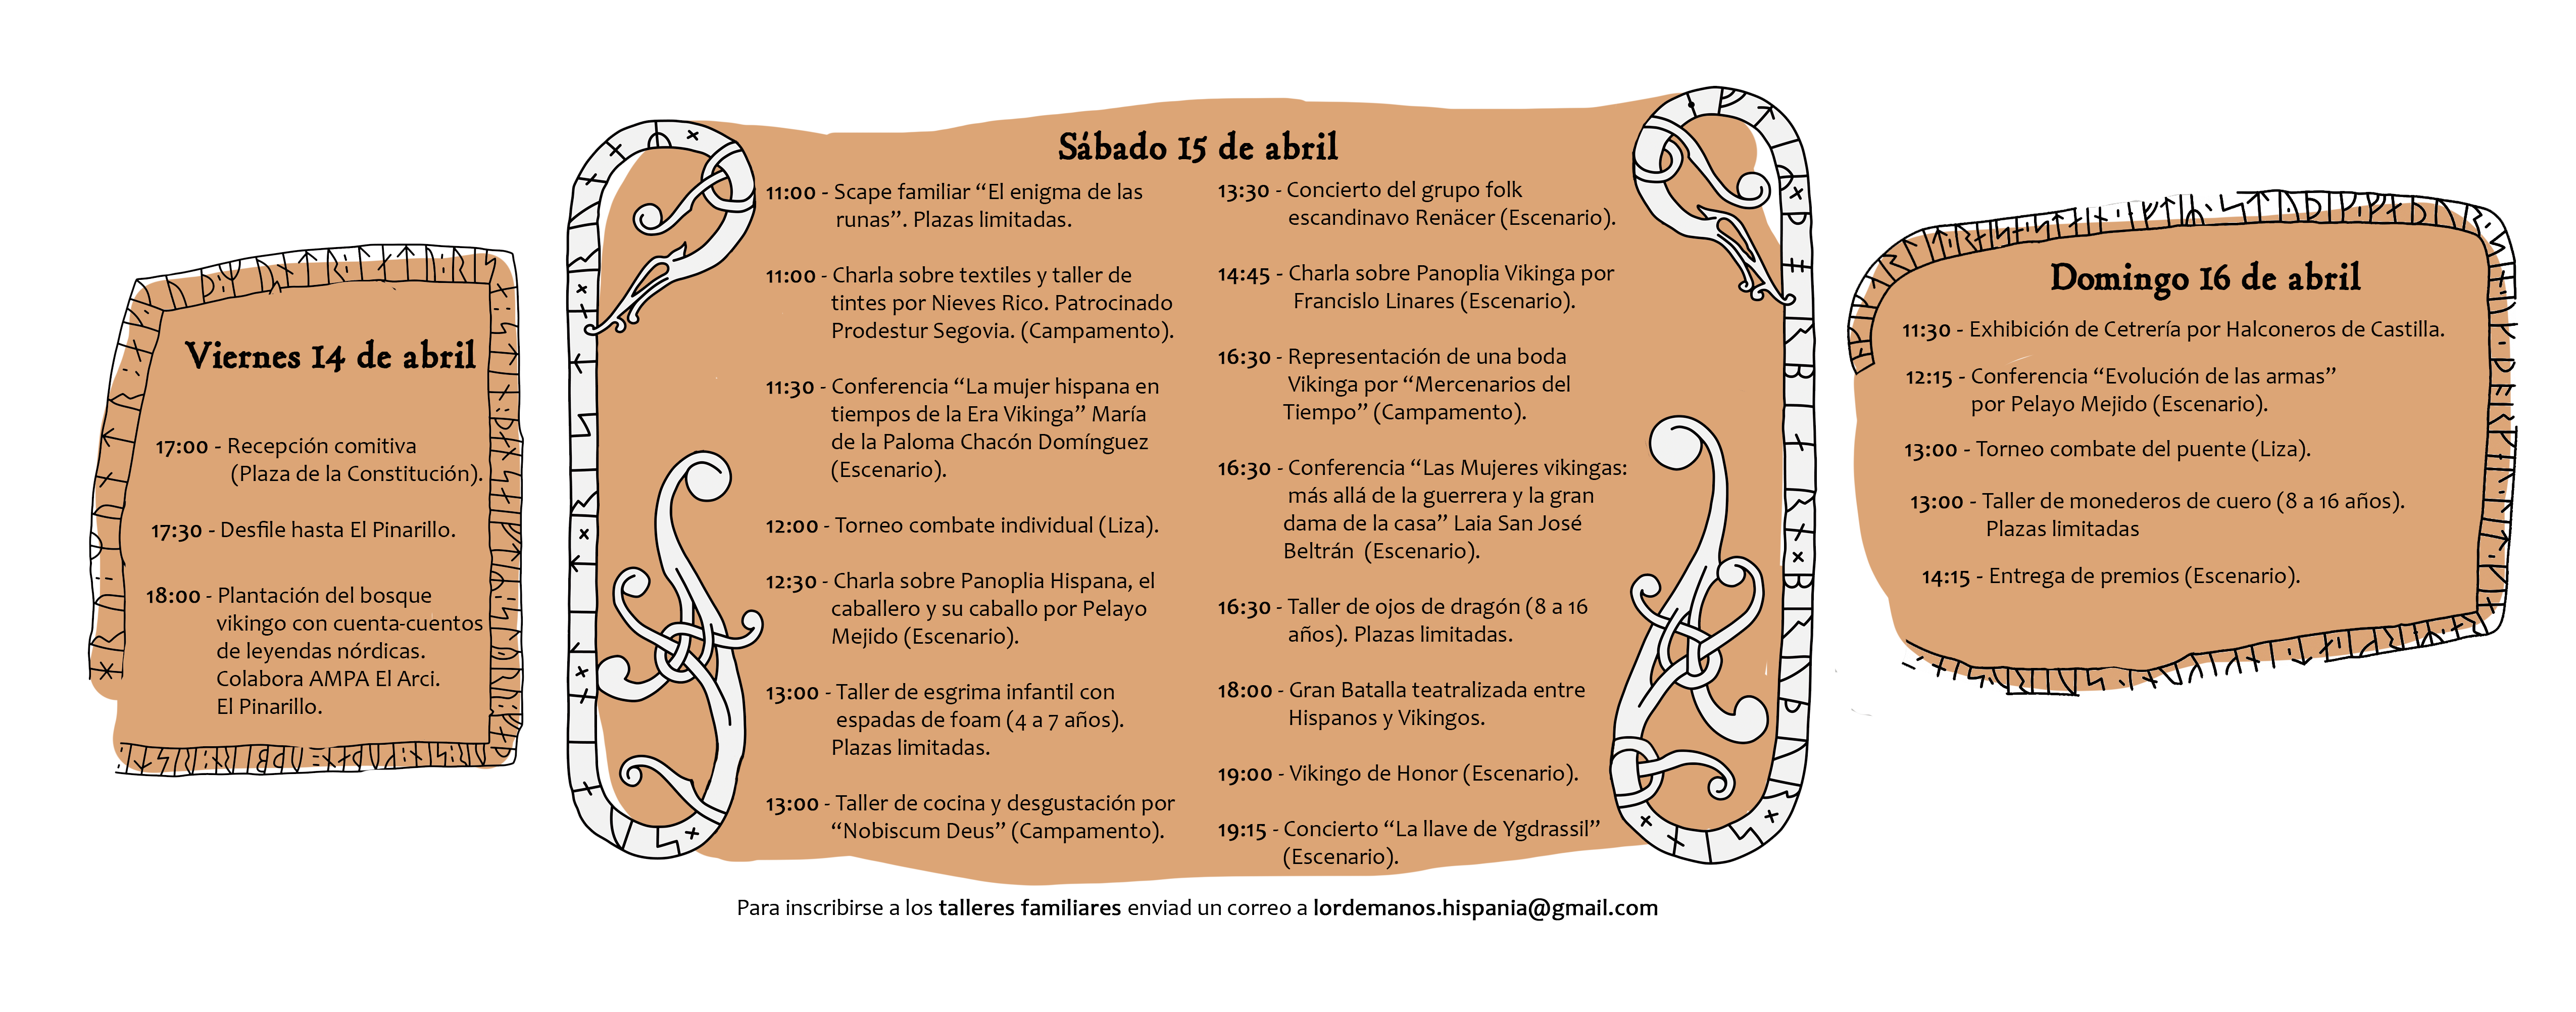 Viernes 14 de abril
17:00 - Recepción comitiva
(Plaza de la Constitución).
17:30 - Desfile hasta El Pinarillo.
18:00 - Plantación del bosque
vikingo con cuenta-cuentos
de leyendas nórdicas.
Colabora AMPA El Arci.
El Pinarillo.
Sábado 15 de abril
11:00 - Scape familiar “El enigma de las
runas”. Plazas limitadas.
11:00 - Charla sobre textiles y taller de
tintes por Nieves Rico. Patrocinado
Prodestur Segovia. (Campamento).
11:30 - Conferencia “La mujer hispana en
tiempos de la Era Vikinga” María
de la Paloma Chacón Domínguez
(Escenario).
12:00 - Torneo combate individual (Liza).
12:30 - Charla sobre Panoplia Hispana, el
caballero y su caballo por Pelayo
Mejido (Escenario).
13:00 - Taller de esgrima infantil con
espadas de foam (4 a 7 años).
Plazas limitadas.
13:00 - Taller de cocina y desgustación por
“Nobiscum Deus” (Campamento).
13:30 - Concierto del grupo folk
escandinavo Renäcer (Escenario).
14:45 - Charla sobre Panoplia Vikinga por
Francislo Linares (Escenario).
16:30 - Representación de una boda
Vikinga por “Mercenarios del
Tiempo” (Campamento).
16:30 - Conferencia “Las Mujeres vikingas:
más allá de la guerrera y la gran
dama de la casa” Laia San José
Beltrán (Escenario).
16:30 - Taller de ojos de dragón (8 a 16
años). Plazas limitadas.
18:00 - Gran Batalla teatralizada entre
Hispanos y Vikingos.
19:00 - Vikingo de Honor (Escenario).
19:15 - Concierto “La llave de Ygdrassil”
(Escenario).
Domingo 16 de abril
11:30 - Exhibición de Cetrería por Halconeros de Castilla.
12:15 - Conferencia “Evolución de las armas”
por Pelayo Mejido (Escenario).
13:00 - Torneo combate del puente (Liza).
13:00 - Taller de monederos de cuero (8 a 16 años).
Plazas limitadas
14:15 - Entrega de premios (Escenario).
Para inscribirse a los talleres familiares enviad un correo a lordemanos.hispania@gmail.com